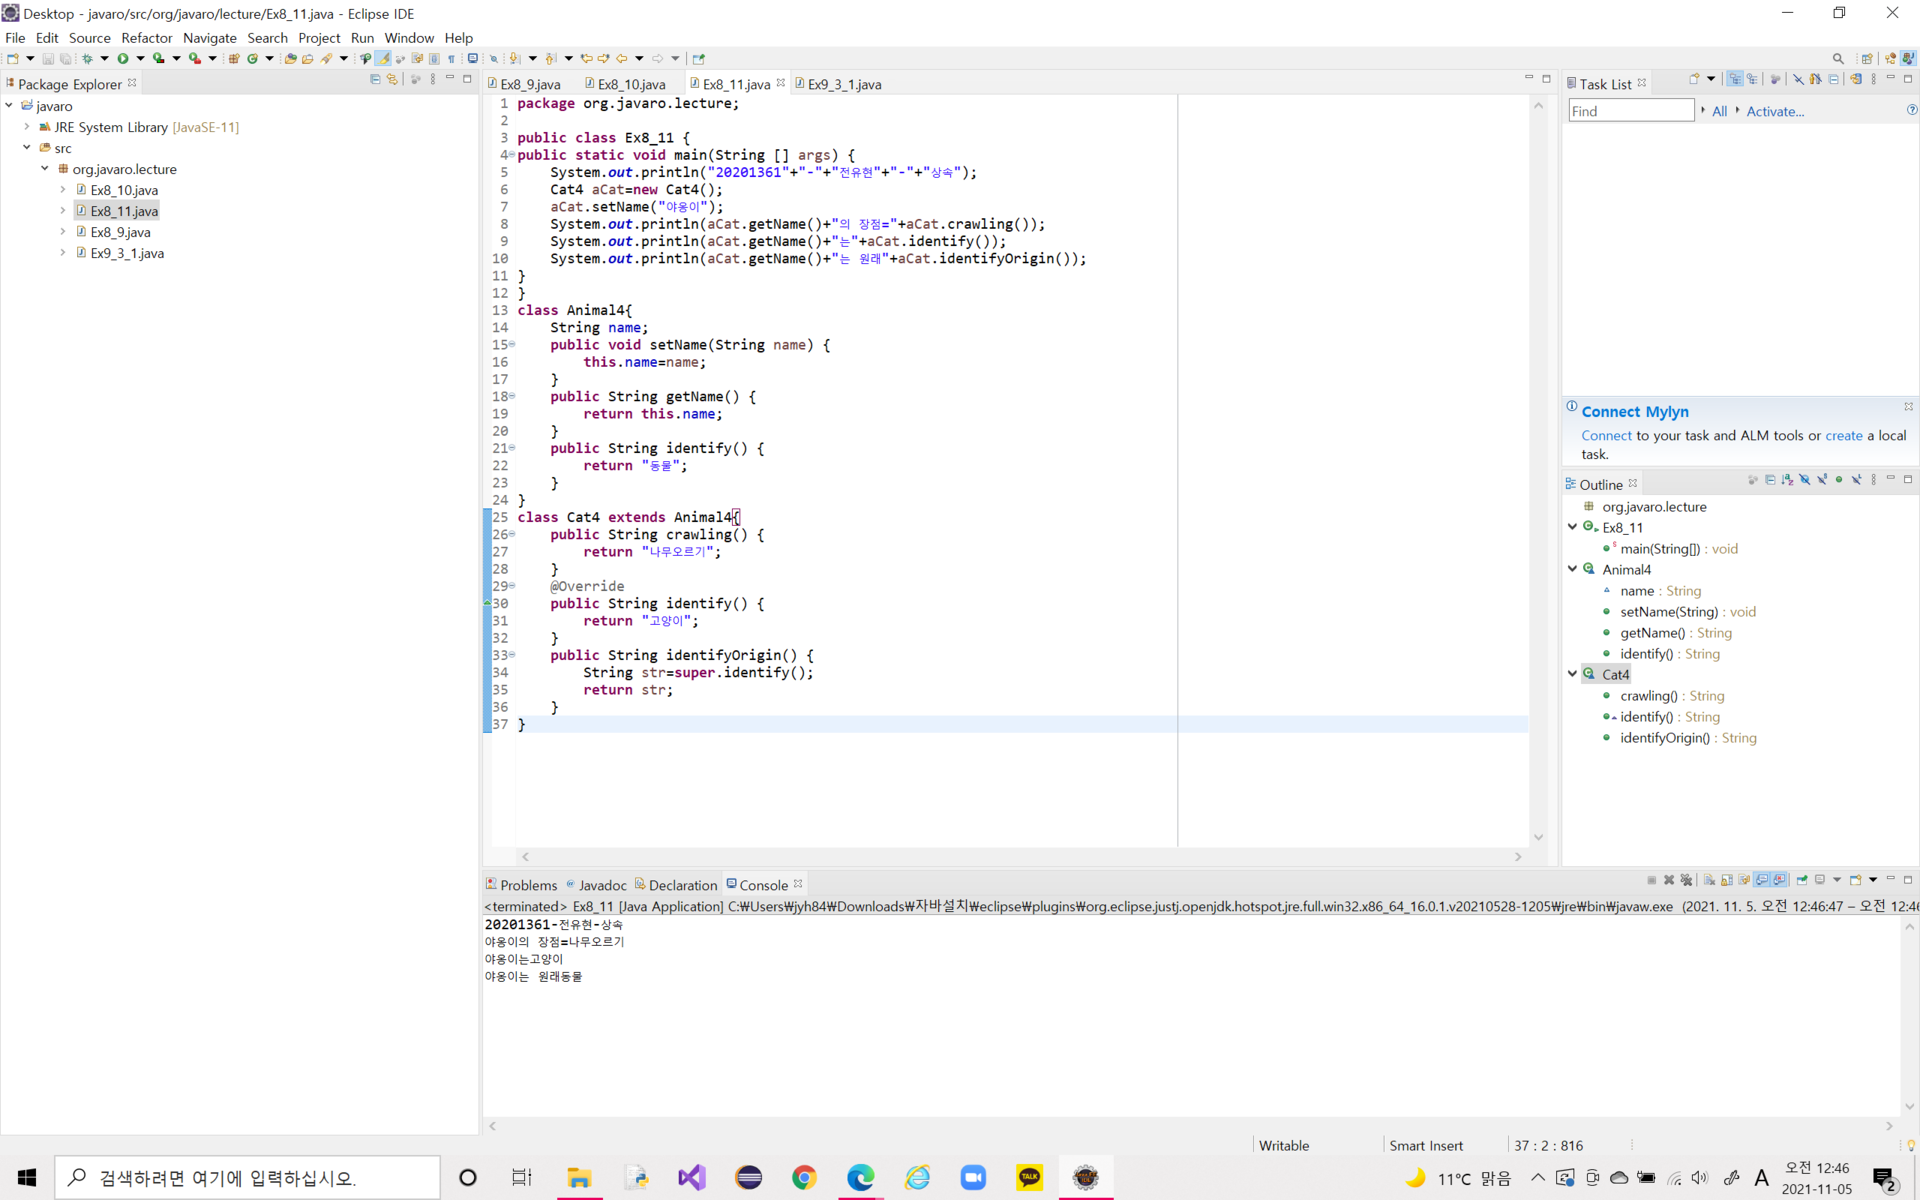 Desktop - javaro/src/org/javaro/lecture/Ex8_11.java - Eclipse IDE
File Edit Source Refactor Navigate Search Project Run Window Help
Package Explorer
javaro
JRE System Library [JavaSE-11]
src
org.javaro.lecture
Ex8_10.java
Ex8_11.java
Ex8_9.java
Ex9_3_1.java
Ex8_9.java Ex8_10.java Ex8_11.java Ex9_3_1.java
1 package org.javaro.lecture;
2
3 public class Ex8_11 {
4 public static void main(String [] args) {
5 System.out.println("20201361"+"-"+"전유현"+"-"+"상속");
6 Cat4 aCat=new Cat4();
7 aCat.setName("야옹이");
8 System.out.println(aCat.getName()+"의 장점="+aCat.crawling());
9 System.out.println(aCat.getName()+"는"+aCat.identify());
10 System.out.println(aCat.getName()+"는 원래"+aCat.identifyOrigin());
11 }
12 }
13 class Animal4{
14 String name;
15 public void setName(String name) {
16 this.name=name;
17 }
18 public String getName() {
19 return this.name;
20 }
21 public String identify() {
22 return "동물";
23 }
24 }
25 class Cat4 extends Animal4{
26 public String crawling() {
27 return "나무오르기";
28 }
29 @Override
30 public String identify() {
31 return "고양이";
32 }
33 public String identifyOrigin() {
34 String str=super.identify();
35 return str;
36 }
37 }
Task List
Find All Activate...
Connect Mylyn
Connect to your task and ALM tools or create a local
task.
Outline
org.javaro.lecture
Ex8_11
main(String[]) : void
Animal4
name : String
setName(String) : void
getName() : String
identify() : String
Cat4
crawling() : String
identify() : String
identifyOrigin() : String
Problems Javadoc Declaration Console
<terminated> Ex8_11 [Java Application] C:₩Users₩jyh84₩Downloads₩자바설치₩eclipse₩plugins₩org.eclipse.justj.openjdk.hotspot.jre.full.win32.x86_64_16.0.1.v20210528-1205₩jre₩bin₩javaw.exe (2021. 11. 5. 오전 12:46:47 – 오전 12:46
20201361-전유현-상속
야옹이의 장점=나무오르기
야옹이는고양이
야옹이는 원래동물
Writable Smart Insert 37 : 2 : 816
검색하려면 여기에 입력하십시오.
TALK
11°C 맑음
A
오전 12:46
2021-11-05
2